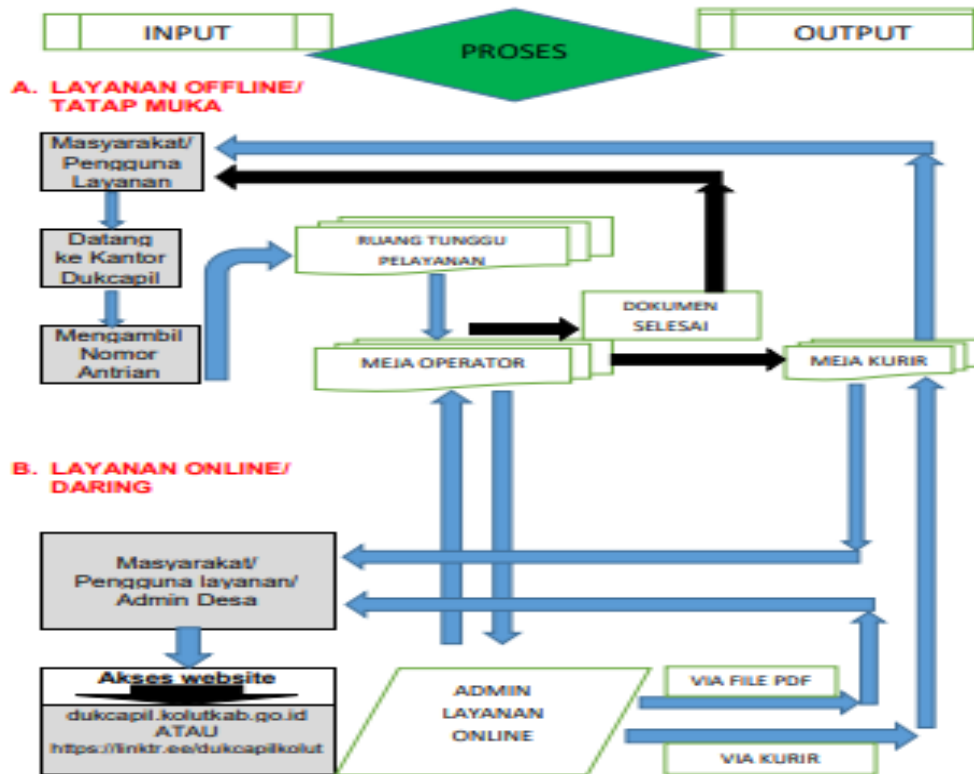 INPUT
PROSES
OUTPUT
A. LAYANAN OFFLINE/
TATAP MUKA
Masyarakat/
Pengguna
Layanan
Datang
ke Kantor
Dukcapil
Mengambil
Nomor
Antrian
RUANG TUNGGU
PELAYANAN
DOKUMEN
SELESAI
MEJA OPERATOR
MEJA KURIR
B. LAYANAN ONLINE/
DARING
Masyarakat/
Pengguna layanan/
Admin Desa
Akses website
dukcapil.kolutkab.go.id
ATAU
https://linktr.ee/dukcapilkolut
ADMIN
LAYANAN
ONLINE
VIA FILE PDF
VIA KURIR